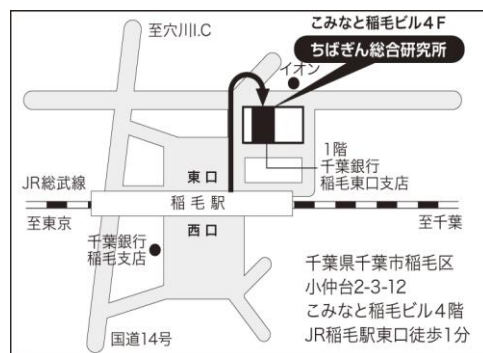 至穴川I.C
こみなと稲毛ビル4F
ちばぎん総合研究所
イオン
1階
千葉銀行
稲毛東口支店
東口
JR総武線
稲毛駅
至東京
至千葉
西口
千葉銀行
稲毛支店
千葉県千葉市稲毛区
小仲台2-3-12
こみなと稲毛ビル4階
JR稲毛駅東口徒歩1分
国道14号